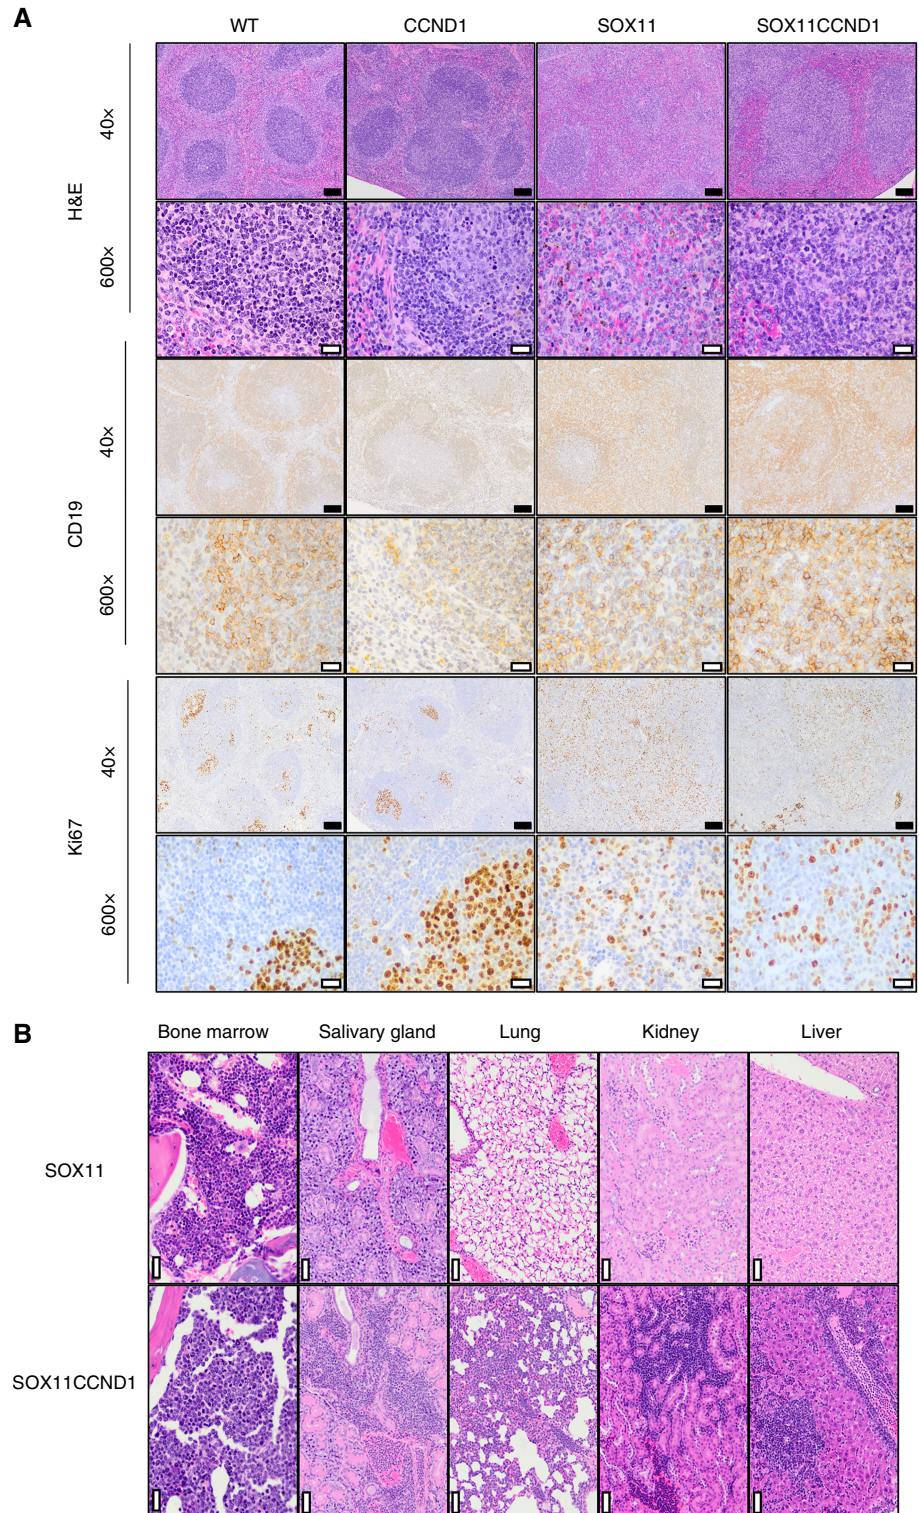 A
WT CCND1 SOX11 SOX11CCND1
H&E
40×
600×
CD19
40×
600×
Ki67
40×
600×
B
Bone marrow Salivary gland Lung Kidney Liver
SOX11
SOX11CCND1